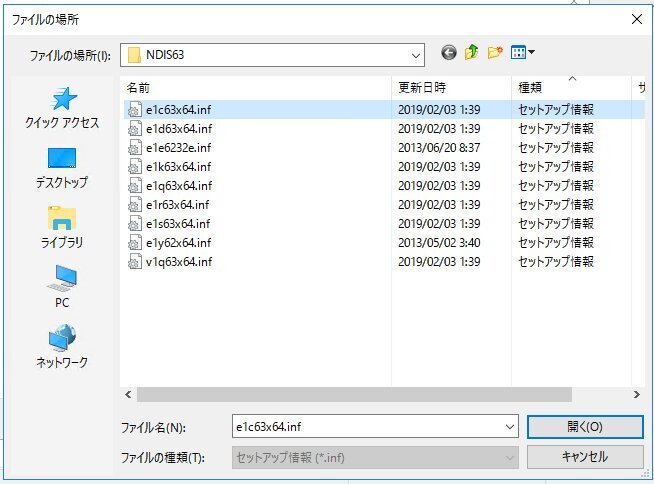 ファイルの場所
ファイルの場所(I):
NDIS63
名前
更新日時
種類
サ
e1c63x64.inf 2019/02/03 1:39 セットアップ情報
e1d63x64.inf 2019/02/03 1:39 セットアップ情報
e1e6232e.inf 2013/06/20 8:37 セットアップ情報
e1k63x64.inf 2019/02/03 1:39 セットアップ情報
e1q63x64.inf 2019/02/03 1:39 セットアップ情報
e1r63x64.inf 2019/02/03 1:39 セットアップ情報
e1s63x64.inf 2019/02/03 1:39 セットアップ情報
e1y62x64.inf 2013/05/02 3:40 セットアップ情報
v1q63x64.inf 2019/02/03 1:39 セットアップ情報
クイック アクセス
デスクトップ
ライブラリ
PC
ネットワーク
ファイル名(N):
e1c63x64.inf
開く(O)
ファイルの種類(T):
セットアップ情報 (*.inf)
キャンセル